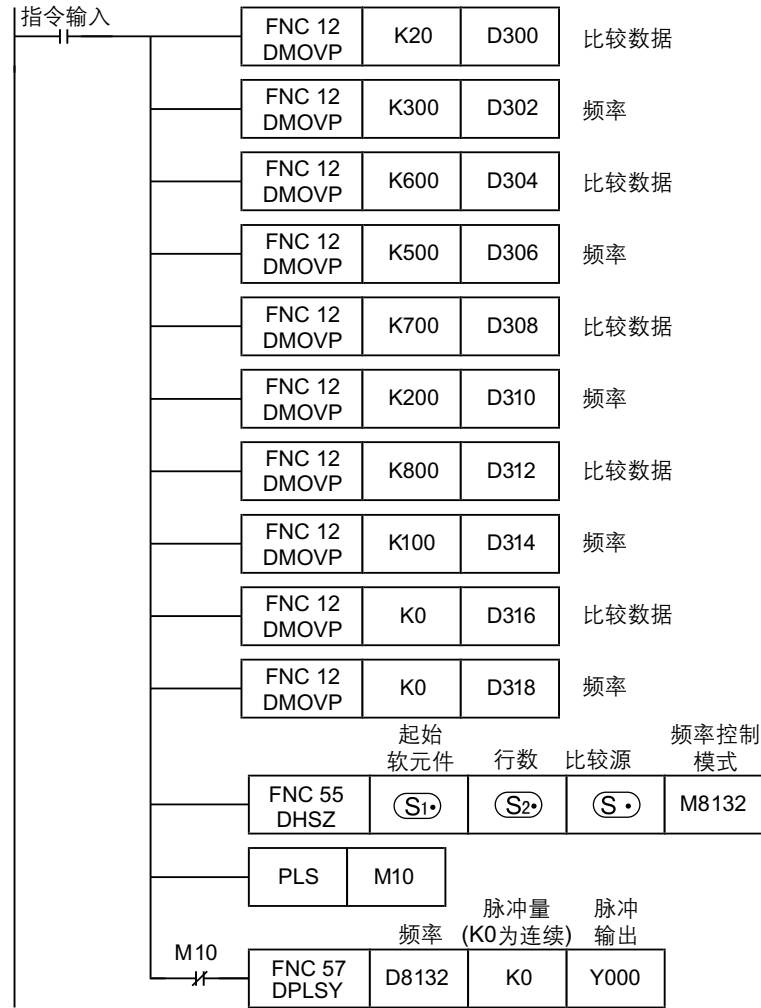 指令输入
FNC 12
DMOVP K20 D300 比较数据
FNC 12
DMOVP K300 D302 频率
FNC 12
DMOVP K600 D304 比较数据
FNC 12
DMOVP K500 D306 频率
FNC 12
DMOVP K700 D308 比较数据
FNC 12
DMOVP K200 D310 频率
FNC 12
DMOVP K800 D312 比较数据
FNC 12
DMOVP K100 D314 频率
FNC 12
DMOVP K0 D316 比较数据
FNC 12
DMOVP K0 D318 频率
起始 频率控制
软元件 行数 比较源 模式
FNC 55
DHSZ S1• S2• S • M8132
PLS M10
脉冲量 脉冲
频率 (K0为连续) 输出
M10
FNC 57
DPLSY D8132 K0 Y000